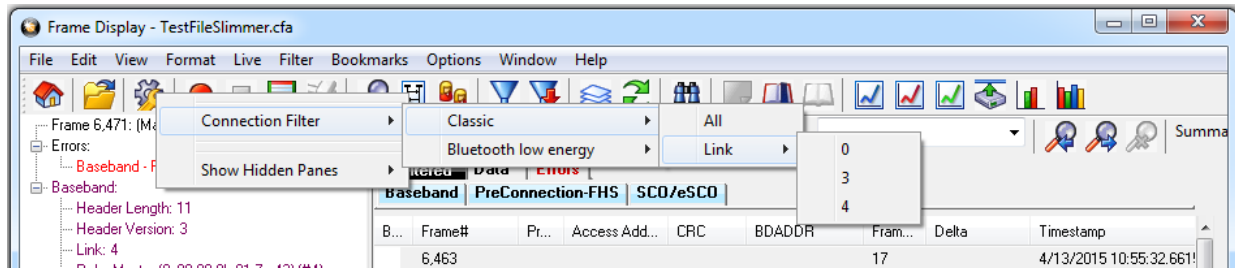 Frame Display - TestFileSlimmer.cfa
File Edit View Format Live Filter Bookmarks Options Window Help
Frame 6,471: (Ma
Errors:
Baseband - F
Baseband:
Header Length: 11
Header Version: 3
Link: 4
Connection Filter
Show Hidden Panes
Classic
Bluetooth low energy
All
Link
0
3
4
Summa
Data Errors
Baseband PreConnection-FHS SCO/eSCO
B... Frame# Pr... Access Add... CRC BDADDR Fram... Delta Timestamp
6,463 17 4/13/2015 10:55:32.661